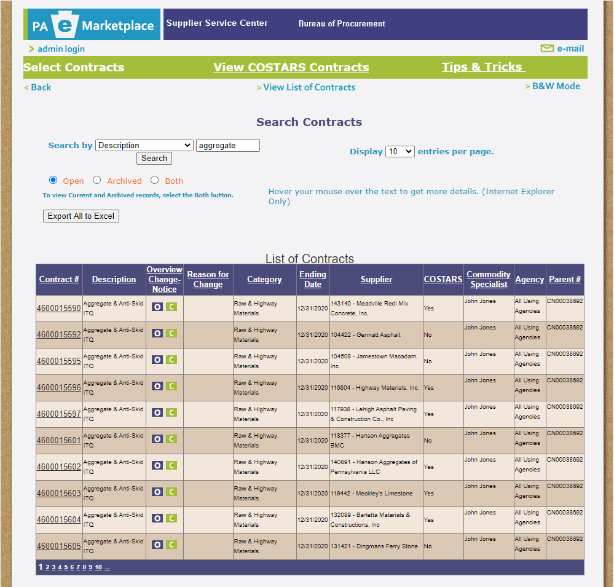 PA e Marketplace Supplier Service Center Bureau of Procurement
> admin login e-mail
Select Contracts View COSTARS Contracts Tips & Tricks
< Back > View List of Contracts > B&W Mode
Search Contracts
Search by Description aggregate
Display 10 entries per page.
Search
Open Archived Both
To view Current and Archived records, select the Both button.
Hover your mouse over the text to get more details. (Internet Explorer
Only)
Export All to Excel
List of Contracts
Contract # Description Overview Change-Notice Reason for Change Category Ending Date Supplier COSTARS Commodity Specialist Agency Parent #
4600015590 Aggregate & Anti-Skid ITQ O C Raw & Highway Materials 12/31/2020 143140 - Meadville Redi Mix Concrete, Inc. Yes John Jones All Using Agencies CN00038692
4600015592 Aggregate & Anti-Skid ITQ O C Raw & Highway Materials 12/31/2020 104422 - Germatt Asphalt No John Jones All Using Agencies CN00038692
4600015595 Aggregate & Anti-Skid ITQ O C Raw & Highway Materials 12/31/2020 104508 - Jamestown Macadam, Inc No John Jones All Using Agencies CN00038692
4600015596 Aggregate & Anti-Skid ITQ O C Raw & Highway Materials 12/31/2020 110804 - Highway Materials, Inc. Yes John Jones All Using Agencies CN00038692
4600015597 Aggregate & Anti-Skid ITQ O C Raw & Highway Materials 12/31/2020 117938 - Lehigh Asphalt Paving & Construction Co., Inc Yes John Jones All Using Agencies CN00038692
4600015601 Aggregate & Anti-Skid ITQ O C Raw & Highway Materials 12/31/2020 118377 - Hanson Aggregates BMC No John Jones All Using Agencies CN00038692
4600015602 Aggregate & Anti-Skid ITQ O C Raw & Highway Materials 12/31/2020 140891 - Hanson Aggregates of Pennsylvania LLC Yes John Jones All Using Agencies CN00038692
4600015603 Aggregate & Anti-Skid ITQ O C Raw & Highway Materials 12/31/2020 118442 - Meckley's Limestone Yes John Jones All Using Agencies CN00038692
4600015604 Aggregate & Anti-Skid ITQ O C Raw & Highway Materials 12/31/2020 132089 - Barletta Materials & Constructions, Inc Yes John Jones All Using Agencies CN00038692
4600015605 Aggregate & Anti-Skid ITQ O C Raw & Highway Materials 12/31/2020 131421 - Dingmans Ferry Stone No John Jones All Using Agencies CN00038692
1 2 3 4 5 6 7 8 9 10 ...